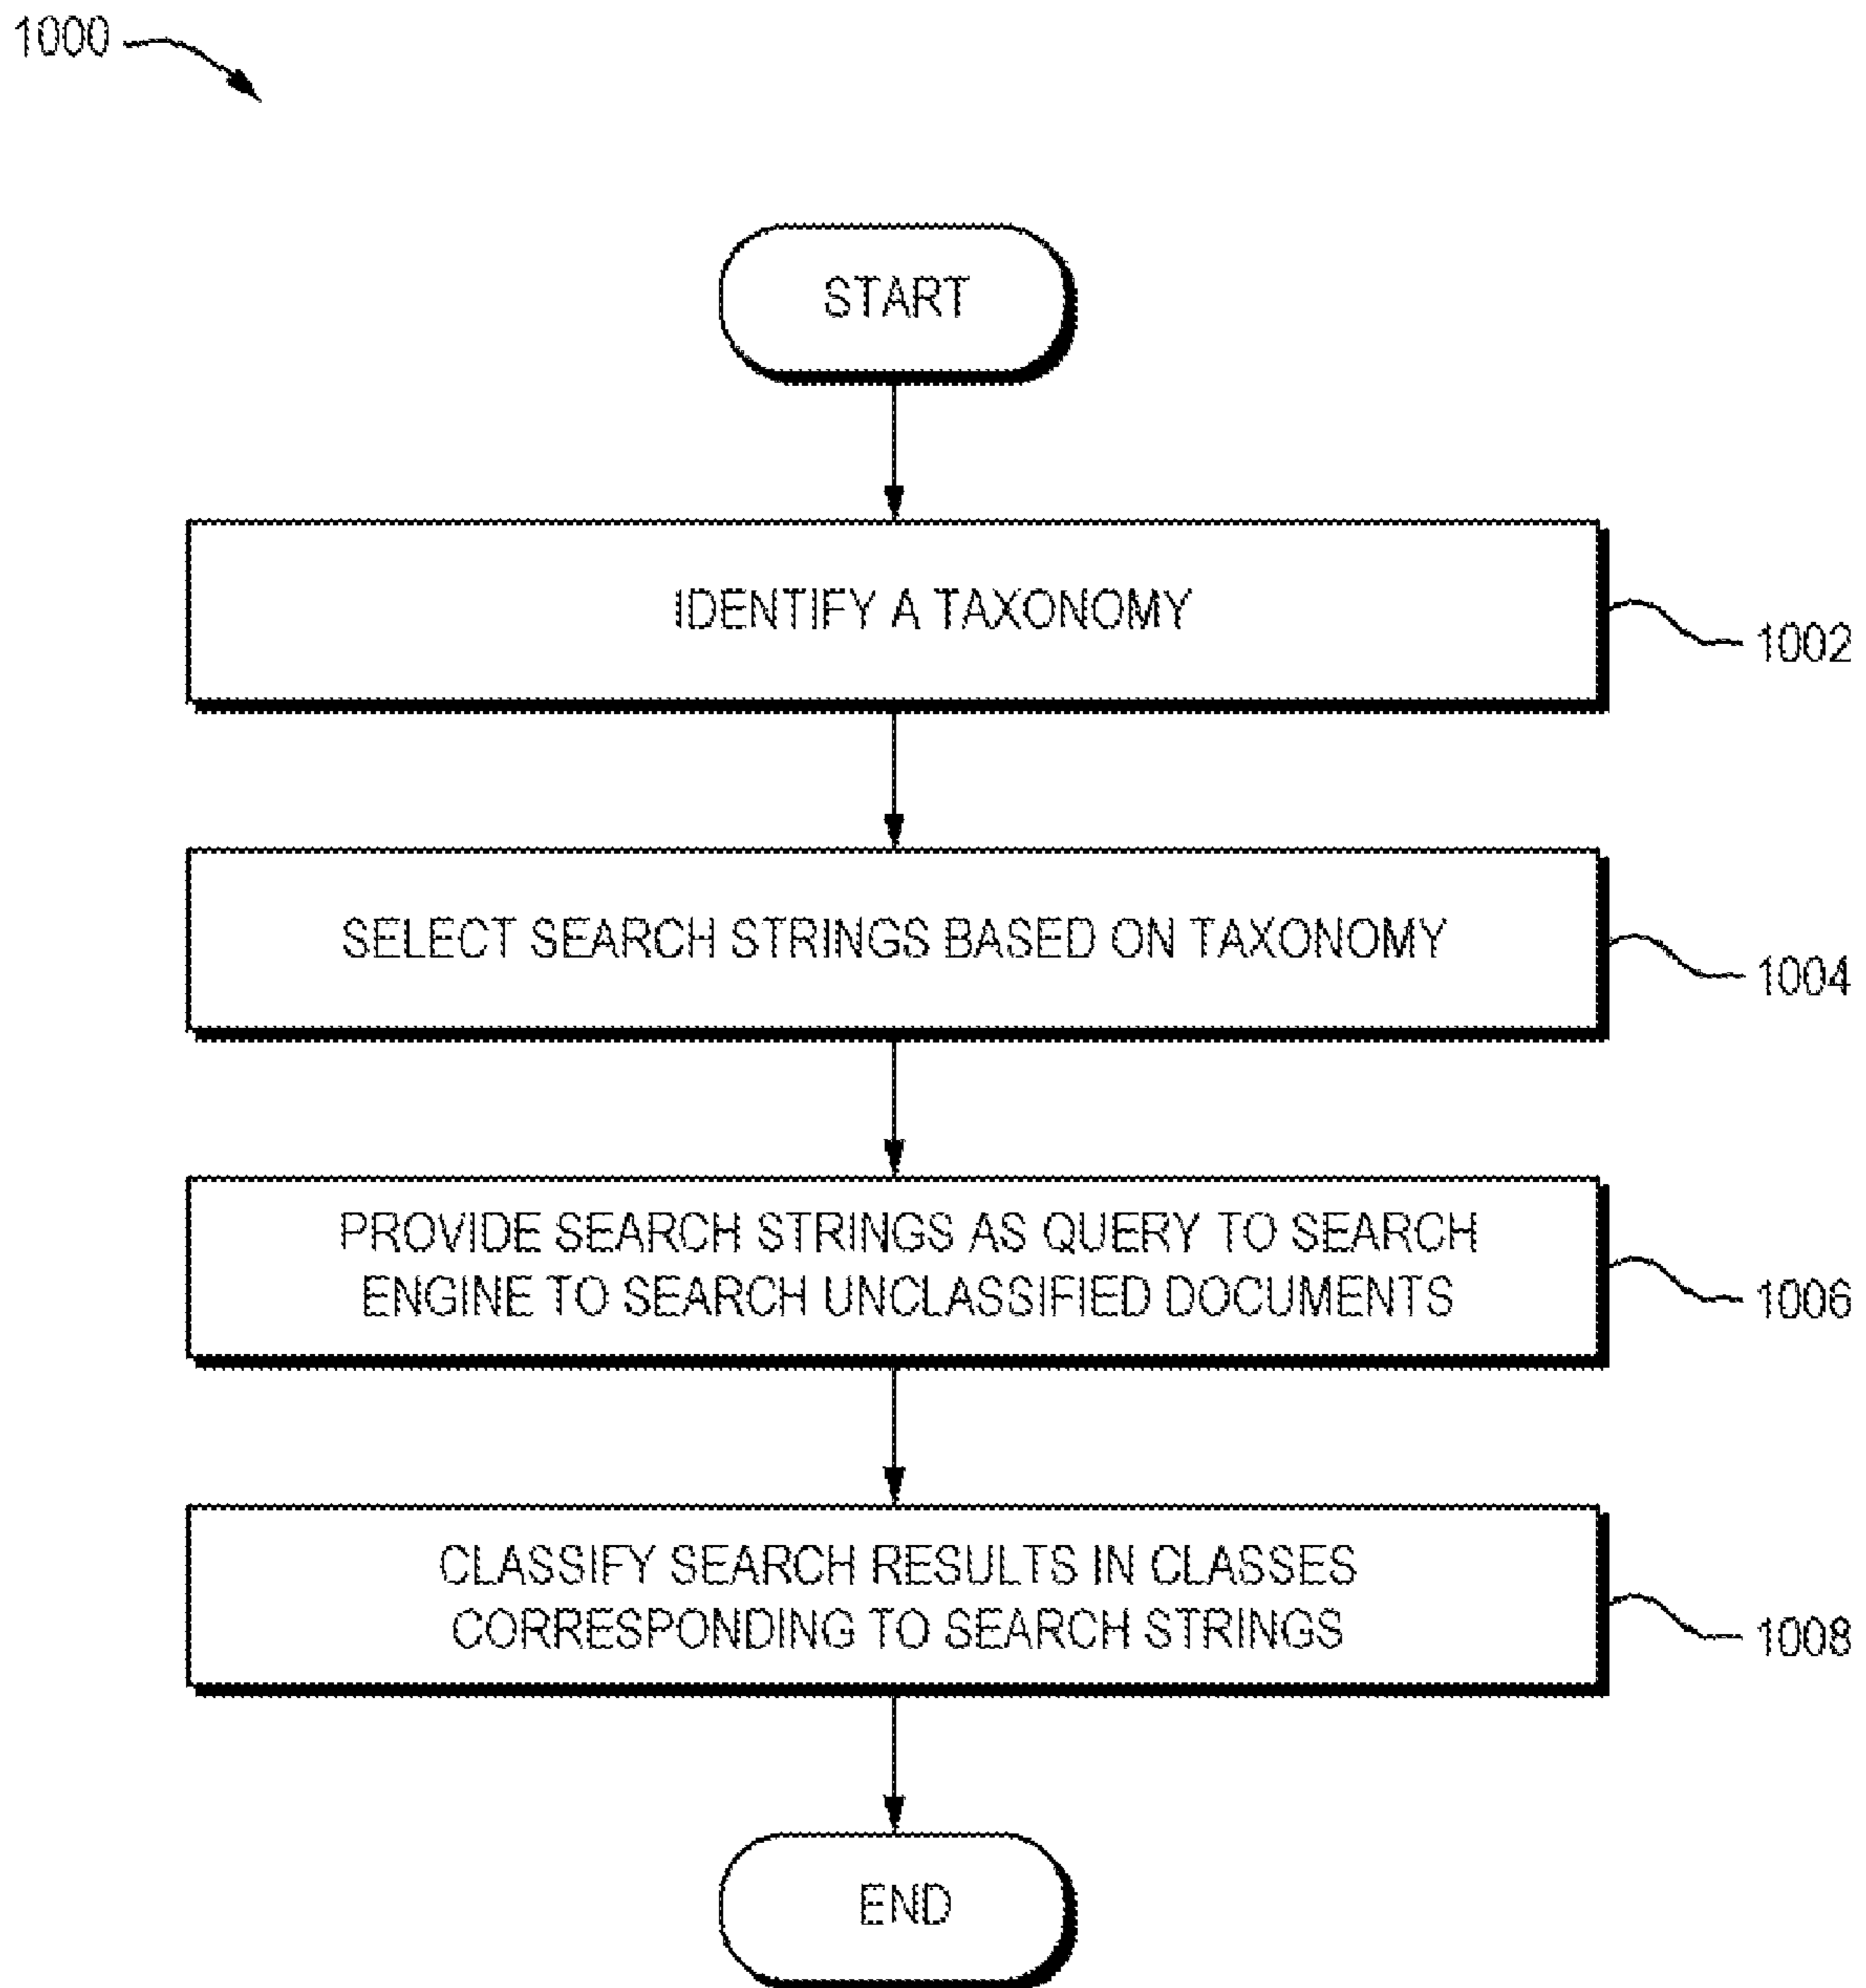 1000
START
IDENTIFY A TAXONOMY
1002
SELECT SEARCH STRINGS BASED ON TAXONOMY
1004
PROVIDE SEARCH STRINGS AS QUERY TO SEARCH
ENGINE TO SEARCH UNCLASSIFIED DOCUMENTS
1006
CLASSIFY SEARCH RESULTS IN CLASSES
CORRESPONDING TO SEARCH STRINGS
1008
END